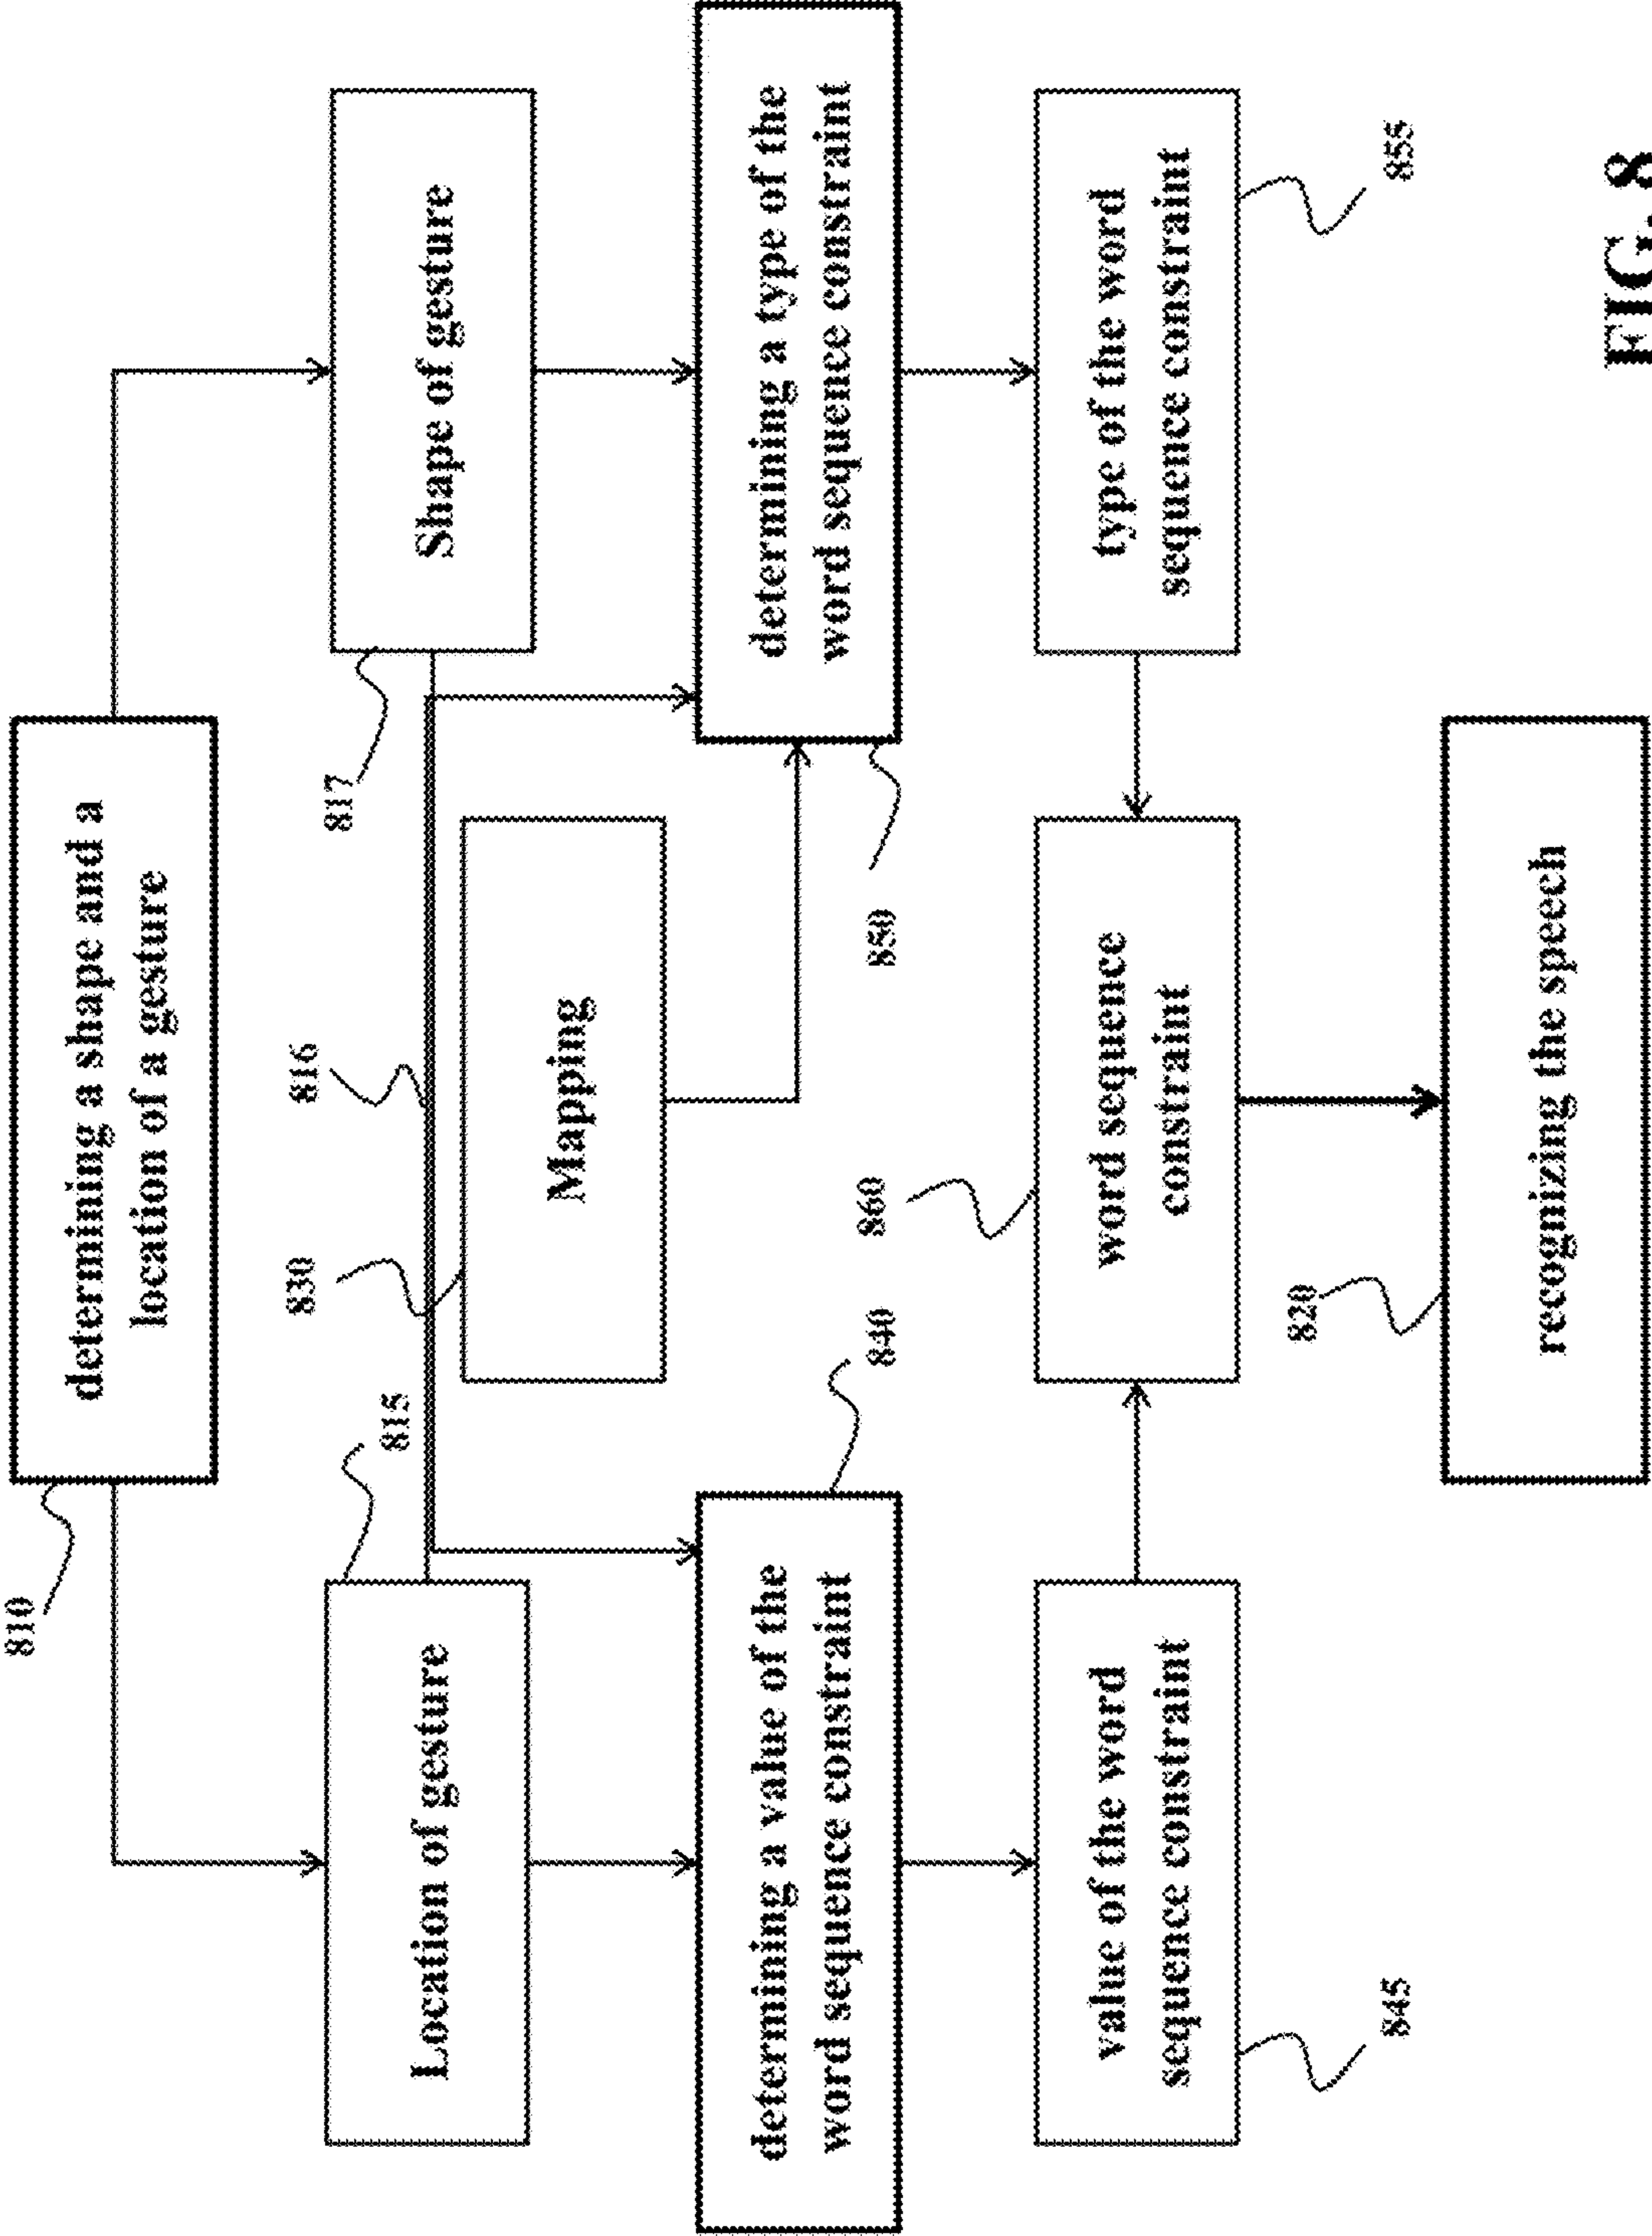 810
determining a shape and a
location of a gesture
815
830
816
817
Location of gesture
Mapping
Shape of gesture
840
850
determining a value of the
word sequence constraint
determining a type of the
word sequence constraint
860
value of the word
sequence constraint
word sequence
constraint
type of the word
sequence constraint
845
820
855
recognizing the speech
FIG. 8